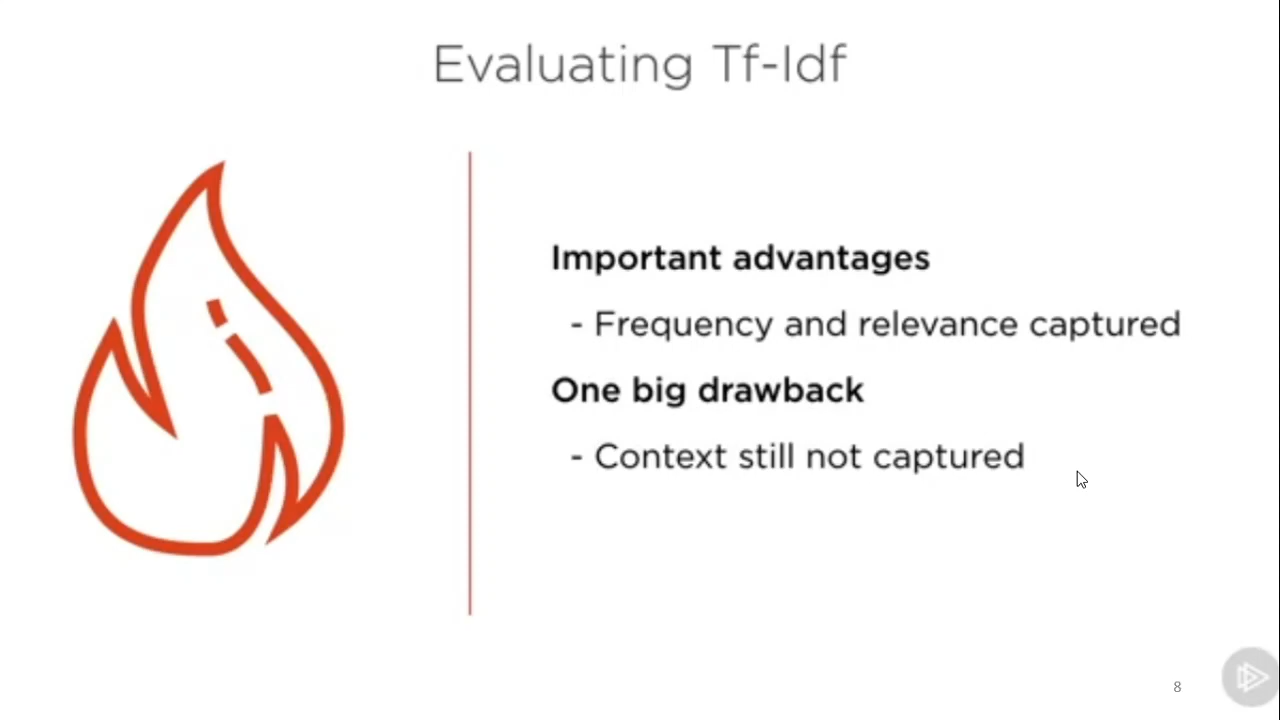 Evaluating Tf-Idf
Important advantages
- Frequency and relevance captured
One big drawback
- Context still not captured
8